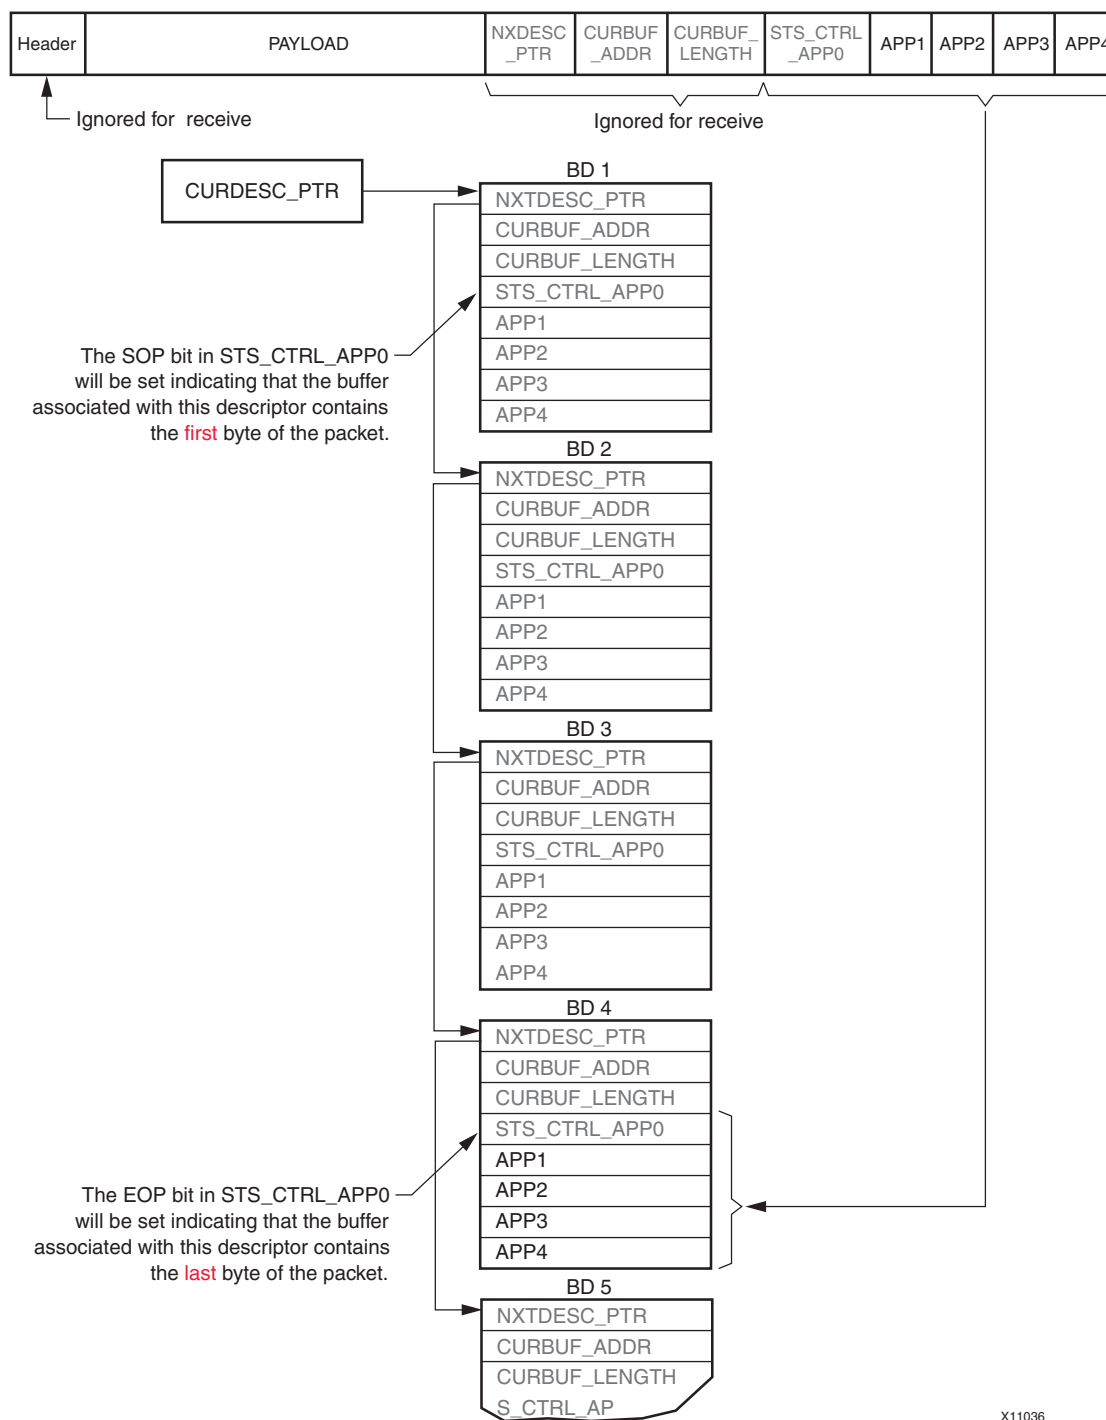 Header
PAYLOAD
NXDESC
_PTR
CURBUF
_ADDR
CURBUF_
LENGTH
STS_CTRL
_APP0
APP1
APP2
APP3
APP4
Ignored for receive
Ignored for receive
CURDESC_PTR
BD 1
NXTDESC_PTR
CURBUF_ADDR
CURBUF_LENGTH
STS_CTRL_APP0
APP1
APP2
APP3
APP4
The SOP bit in STS_CTRL_APP0
will be set indicating that the buffer
associated with this descriptor contains
the first byte of the packet.
BD 2
NXTDESC_PTR
CURBUF_ADDR
CURBUF_LENGTH
STS_CTRL_APP0
APP1
APP2
APP3
APP4
BD 3
NXTDESC_PTR
CURBUF_ADDR
CURBUF_LENGTH
STS_CTRL_APP0
APP1
APP2
APP3
APP4
BD 4
NXTDESC_PTR
CURBUF_ADDR
CURBUF_LENGTH
STS_CTRL_APP0
APP1
APP2
APP3
APP4
The EOP bit in STS_CTRL_APP0
will be set indicating that the buffer
associated with this descriptor contains
the last byte of the packet.
BD 5
NXTDESC_PTR
CURBUF_ADDR
CURBUF_LENGTH
S_CTRL_AP
X11036